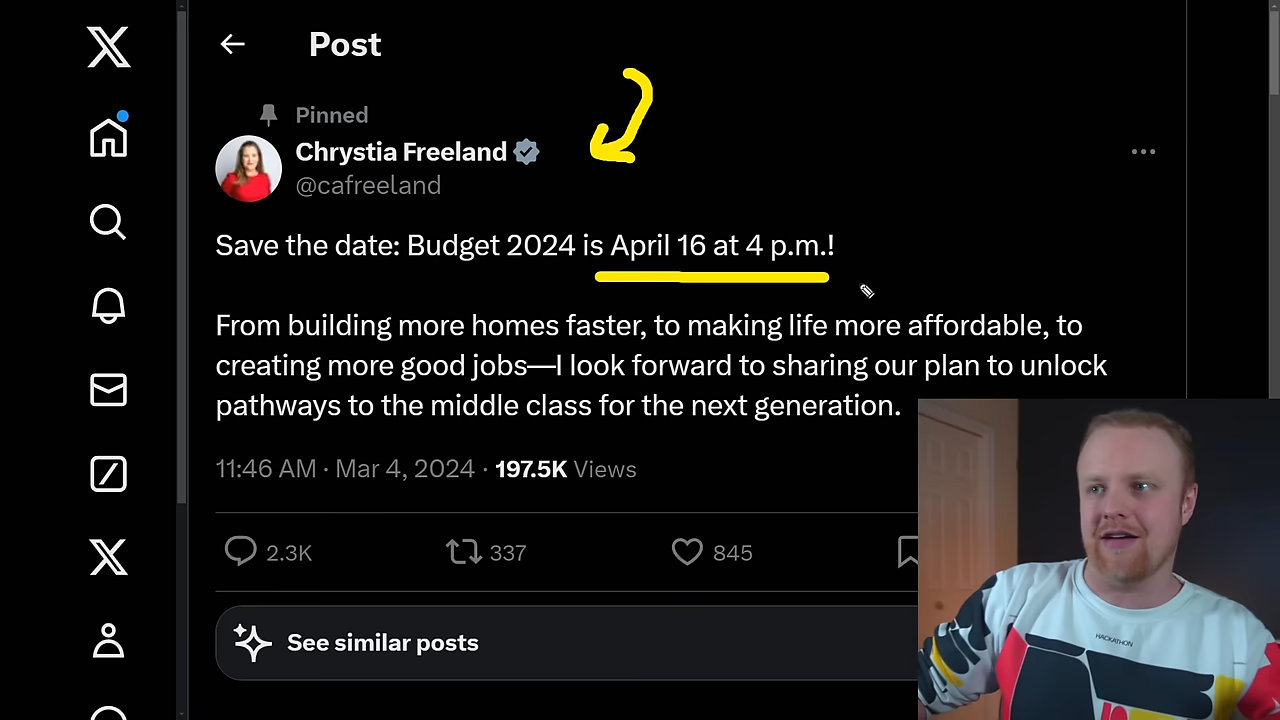 Post
Pinned
Chrystia Freeland
@cafreeland
Save the date: Budget 2024 is April 16 at 4 p.m.!
From building more homes faster, to making life more affordable, to
creating more good jobs—I look forward to sharing our plan to unlock
pathways to the middle class for the next generation.
11:46 AM · Mar 4, 2024 · 197.5K Views
2.3K 337 845
See similar posts
HACKATHON